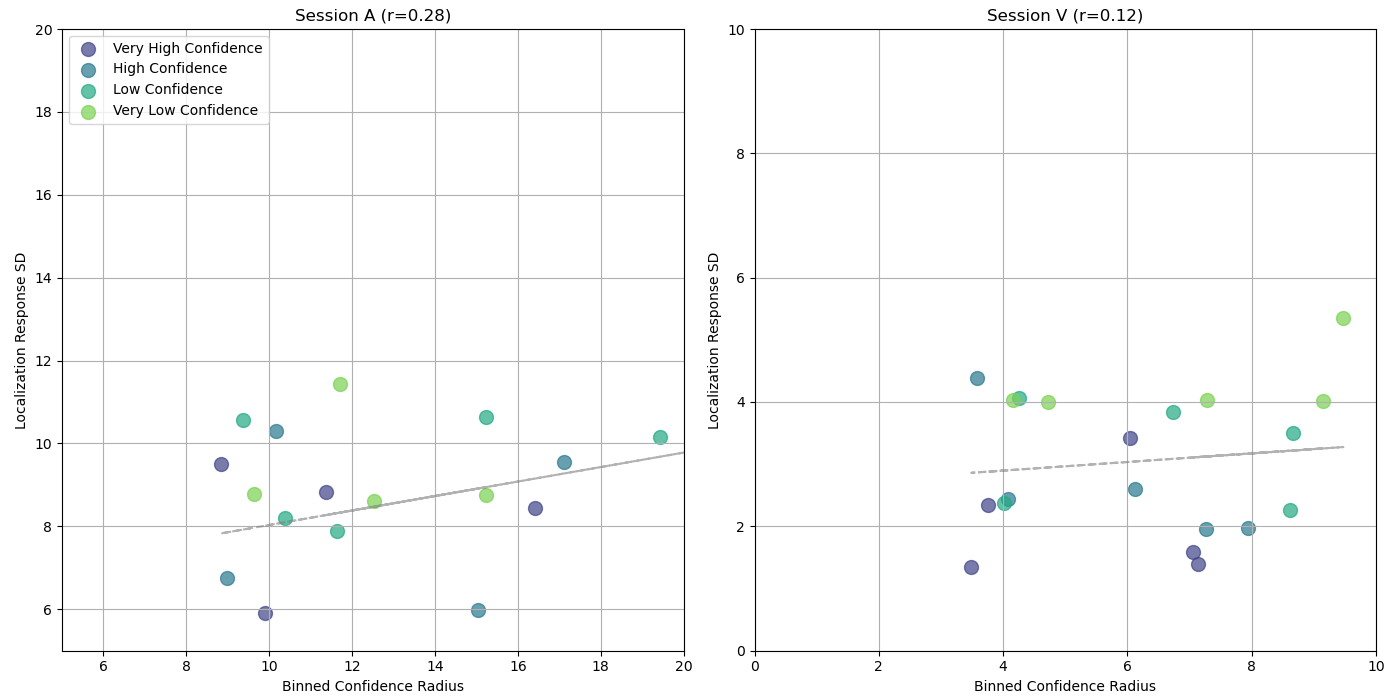 Session A (r=0.28)
Very High Confidence
High Confidence
Low Confidence
Very Low Confidence
20
18
16
14
12
10
8
6
Localization Response SD
6 8 10 12 14 16 18 20
Binned Confidence Radius
Session V (r=0.12)
10
8
6
4
2
0
Localization Response SD
0 2 4 6 8 10
Binned Confidence Radius